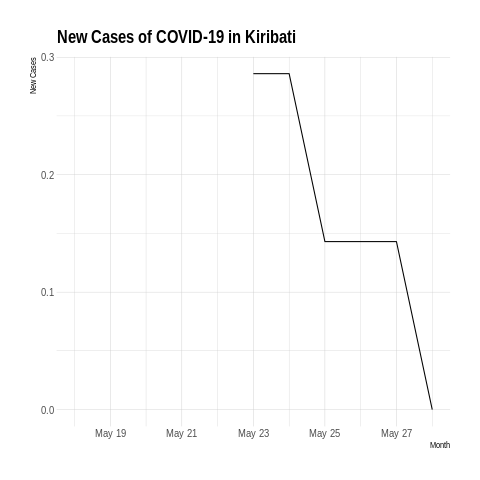 New Cases of COVID-19 in Kiribati
New Cases
0.3
0.2
0.1
0.0
May 19 May 21 May 23 May 25 May 27
Month